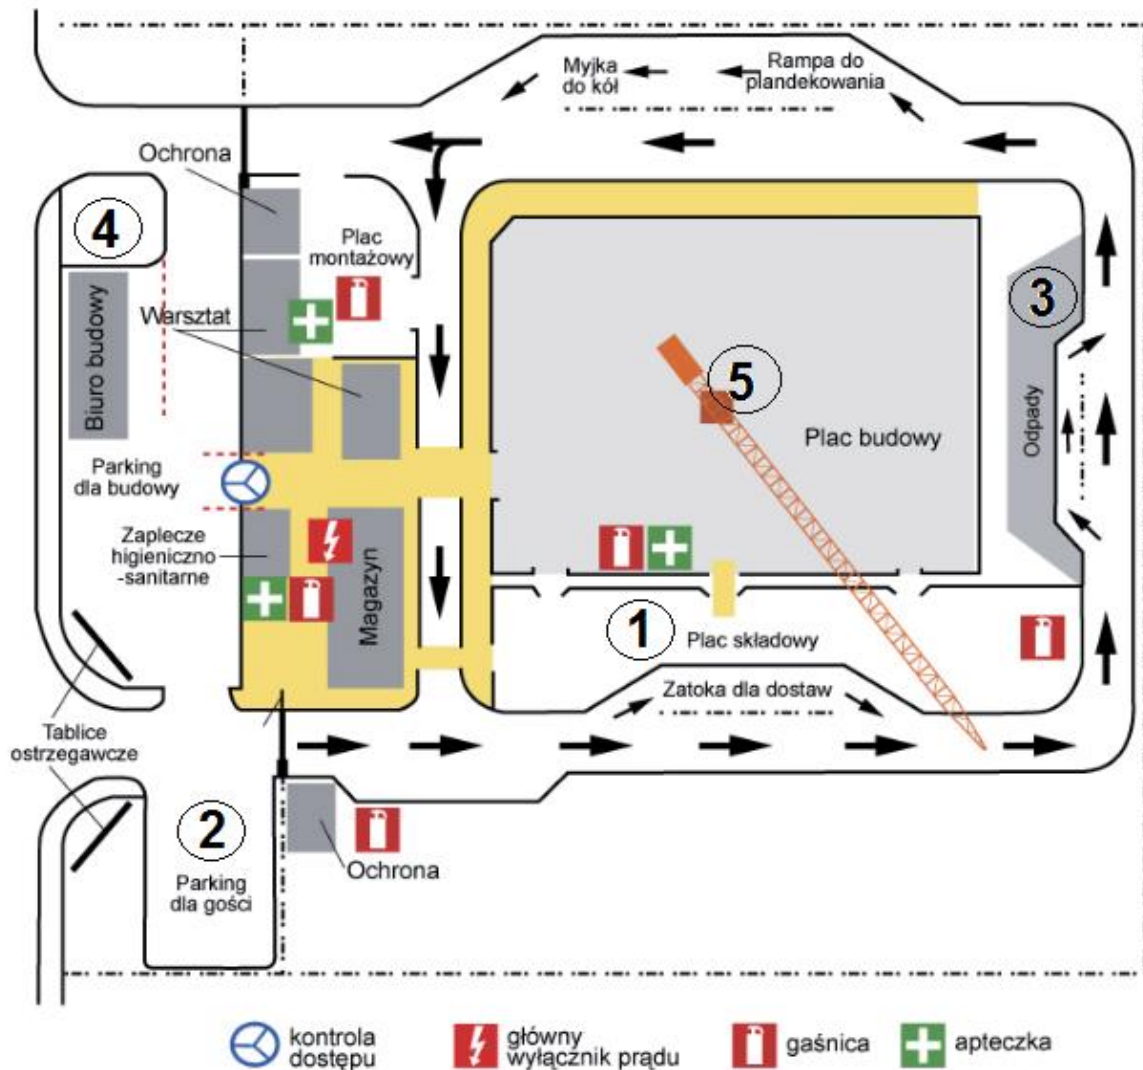 Myjka
do kół
Rampa do
plandekowania
Ochrona
4
Plac
montażowy
3
Warsztat
5
Biuro budowy
Odpady
Plac budowy
Parking
dla budowy
Zaplecze
higieniczno
-sanitarne
Magazyn
1
Plac składowy
Zatoka dla dostaw
Tablice
ostrzegawcze
2
Ochrona
Parking
dla gości
kontrola
dostępu
główny
wyłącznik prądu
gaśnica
apteczka